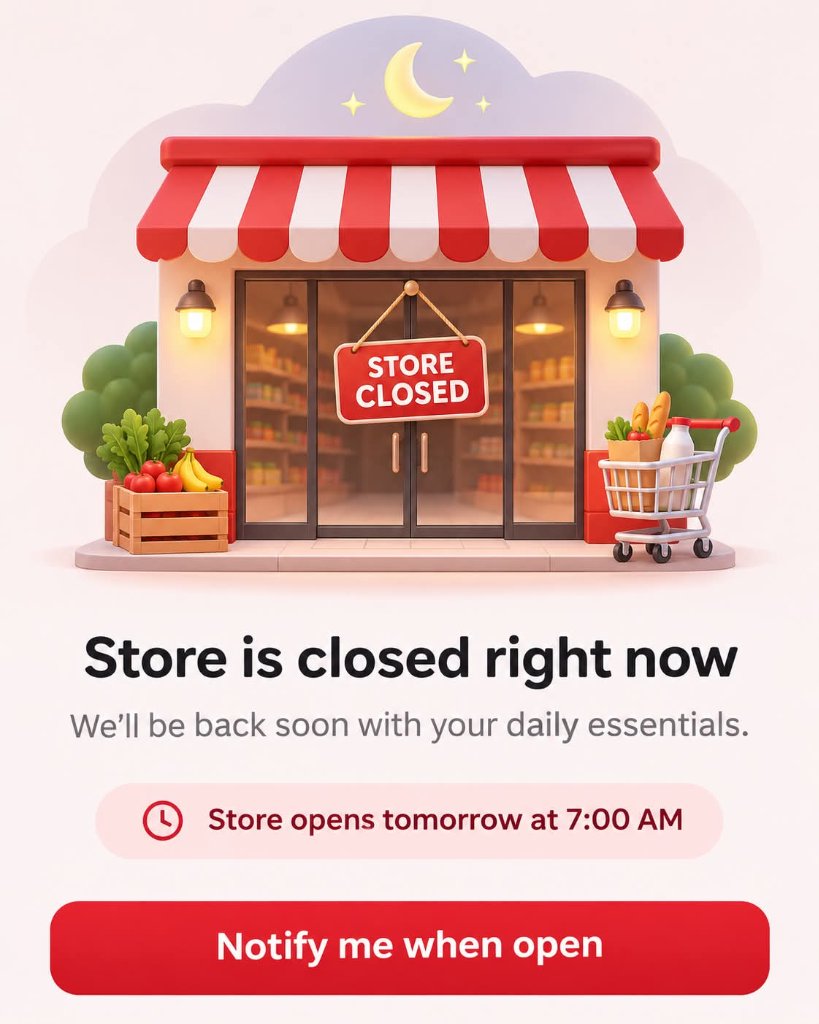 STORE
CLOSED
Store is closed right now
We'll be back soon with your daily essentials.
Store opens tomorrow at 7:00 AM
Notify me when open